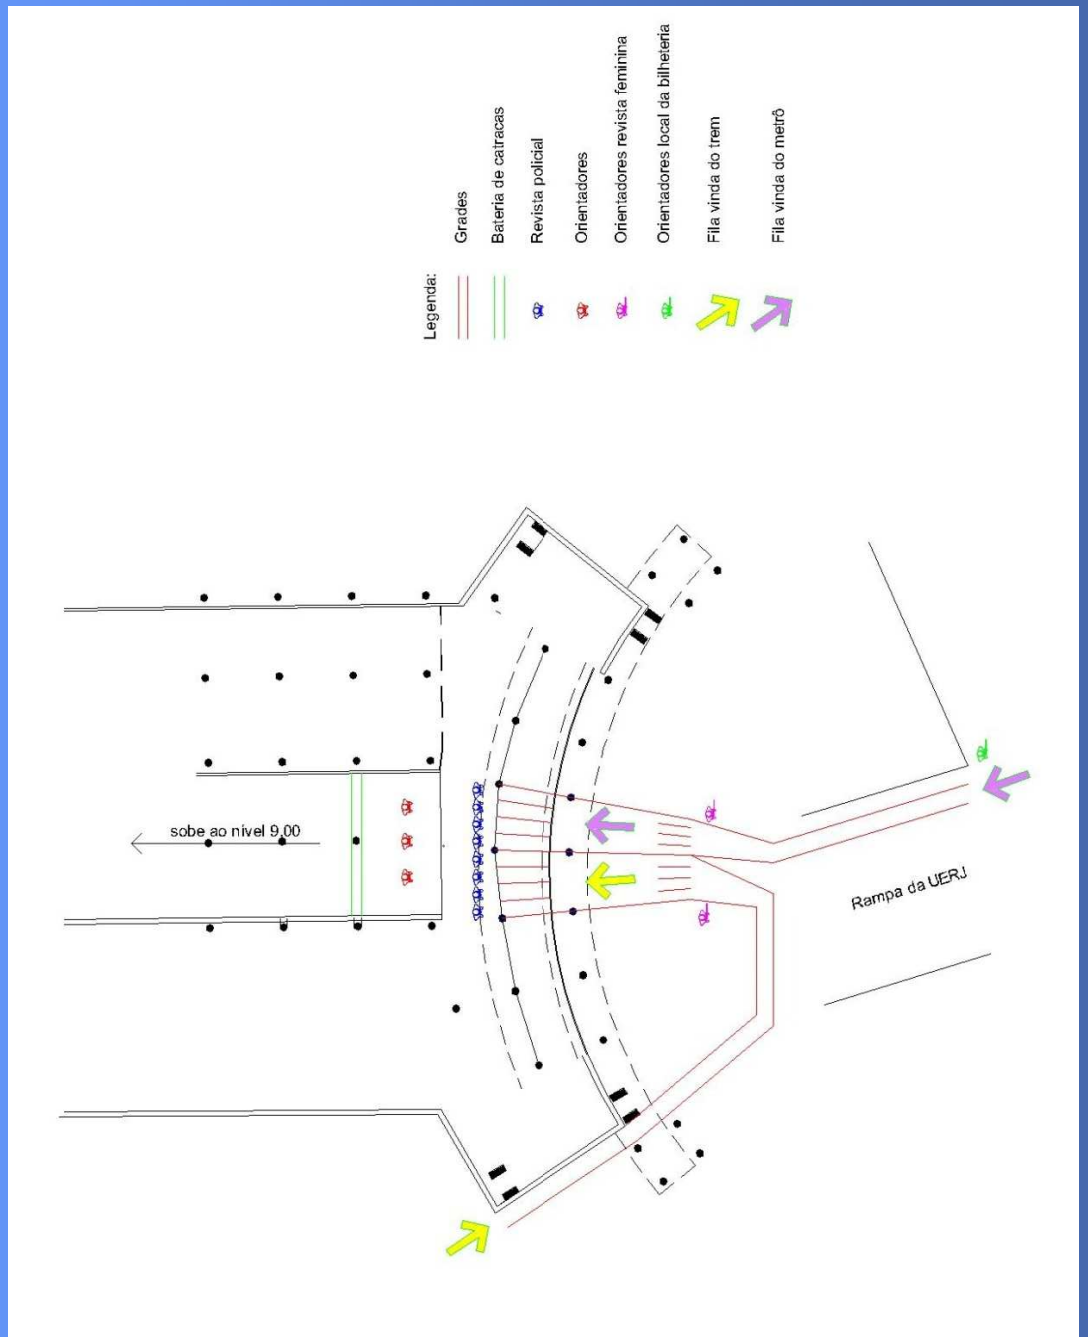 Legenda:
Grades
Bateria de catracas
Revista policial
Orientadores
Orientadores revista feminina
Orientadores local da bilheteria
Fila vinda do trem
Fila vinda do metrô
sobe ao nível 9,00
Rampa da UERJ